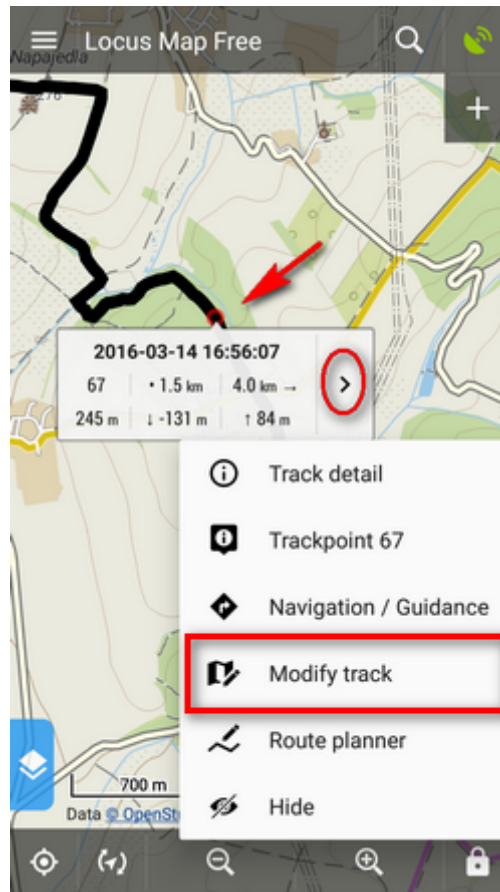 Locus Map Free
Napajedla
276
2016-03-14 16:56:07
67 • 1.5 km 4.0 km →
245 m ↓ -131 m ↑ 84 m
Track detail
Trackpoint 67
Navigation / Guidance
Modify track
Route planner
700 m
Data © OpenSt
Hide